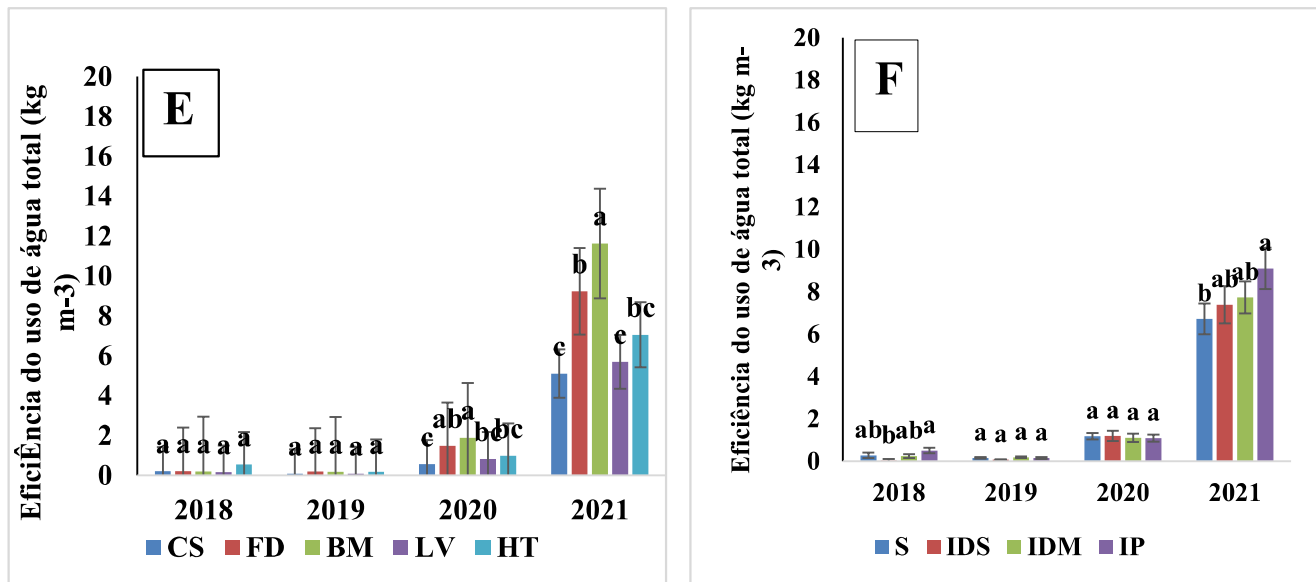 EficiÊncia do uso de água total (kg
m-3)
E
20
18
16
14
12
10
8
6
4
2
0
a a a a a
a a a a a
c ab a bc bc
c b a c bc
2018 2019 2020 2021
CS FD BM LV HT
Eficiência do uso de água total (kg m-
3)
F
20
18
16
14
12
10
8
6
4
2
0
ab b ab a
a a a a
a a a a
b ab ab a
2018 2019 2020 2021
S IDS IDM IP